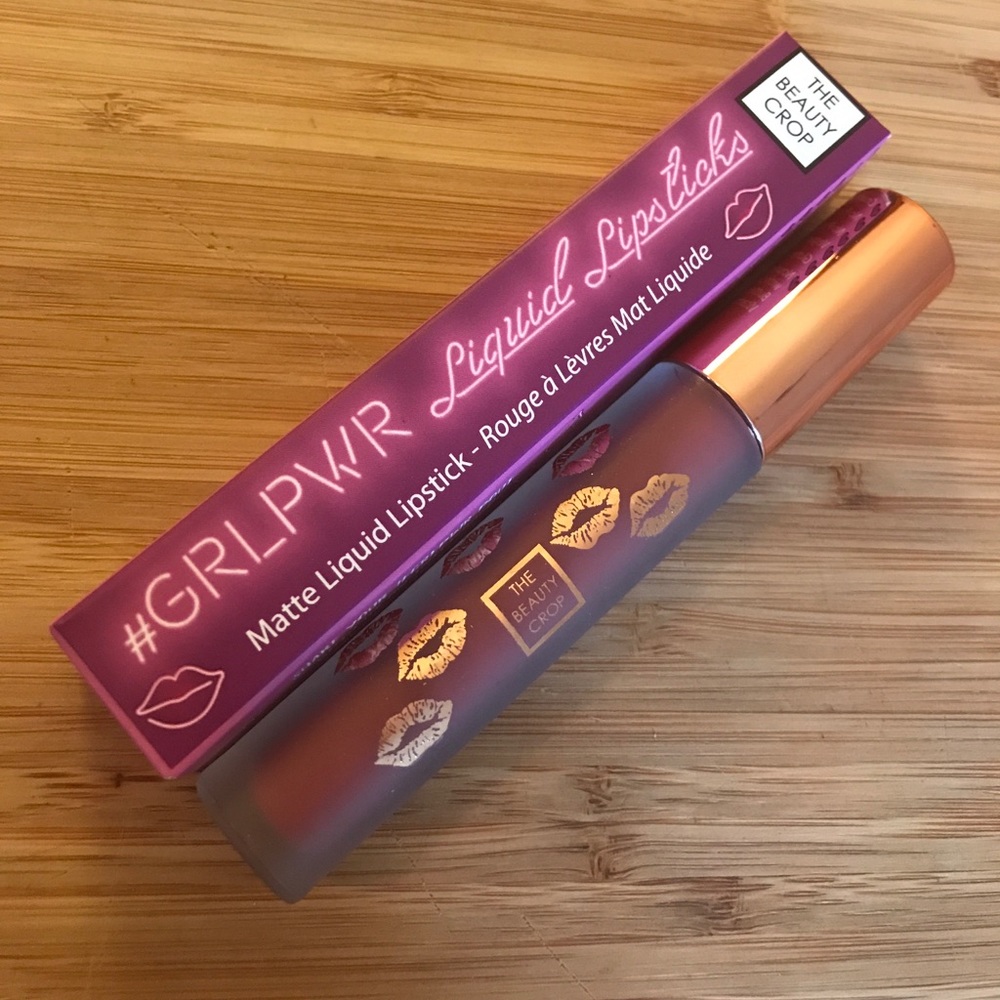 THE
BEAUTY
CROP
#GRLPWR Liquid Lipsticks
Matte Liquid Lipstick - Rouge à Lèvres Mat Liquide
THE
BEAUTY
CROP